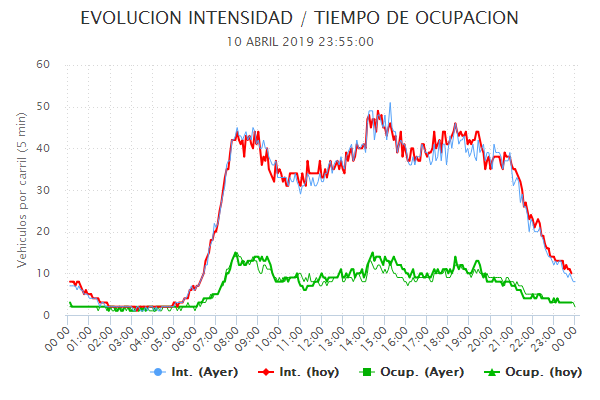 EVOLUCION INTENSIDAD / TIEMPO DE OCUPACION
10 ABRIL 2019 23:55:00
Vehiculos por carril (5 min)
60
50
40
30
20
10
0
00:00 01:00 02:00 03:00 04:00 05:00 06:00 07:00 08:00 09:00 10:00 11:00 12:00 13:00 14:00 15:00 16:00 17:00 18:00 19:00 20:00 21:00 22:00 23:00 00:00
Int. (Ayer) Int. (hoy) Ocup. (Ayer) Ocup. (hoy)